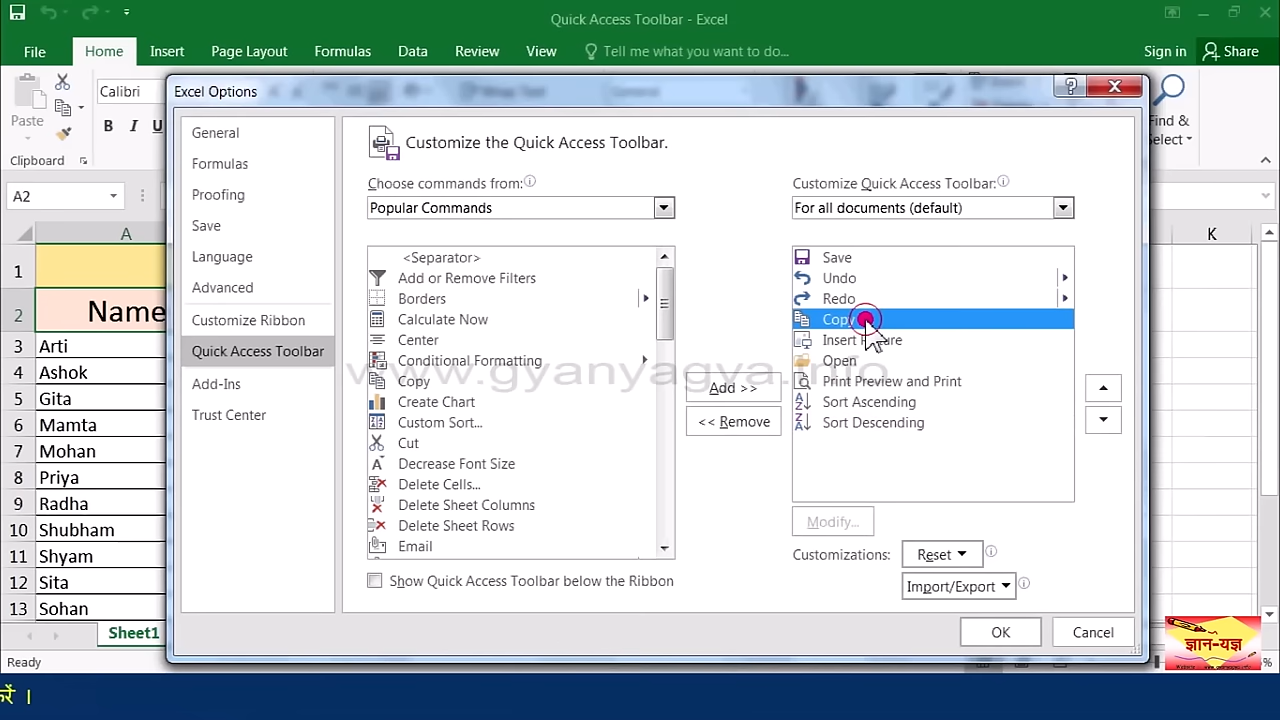 Quick Access Toolbar - Excel
File Home Insert Page Layout Formulas Data Review View Tell me what you want to do... Sign in Share
Paste
Calibri
B I U
Find &
Select
Clipboard
A2
A
K
1
2 Name
3 Arti
4 Ashok
5 Gita
6 Mamta
7 Mohan
8 Priya
9 Radha
10 Shubham
11 Shyam
12 Sita
13 Sohan
Sheet1
Ready
Excel Options
General
Formulas
Proofing
Save
Language
Advanced
Customize Ribbon
Quick Access Toolbar
Add-Ins
Trust Center
Customize the Quick Access Toolbar.
Choose commands from:
Popular Commands
<Separator>
Add or Remove Filters
Borders
Calculate Now
Center
Conditional Formatting
Copy
Create Chart
Custom Sort...
Cut
Decrease Font Size
Delete Cells...
Delete Sheet Columns
Delete Sheet Rows
Email
Show Quick Access Toolbar below the Ribbon
Add >>
<< Remove
Customize Quick Access Toolbar:
For all documents (default)
Save
Undo
Redo
Copy
Open
Print Preview and Print
Sort Ascending
Sort Descending
Modify...
Customizations: Reset
Import/Export
OK Cancel
www.gyanyagya.info
ज्ञान-यज्ञ
%
करें ।